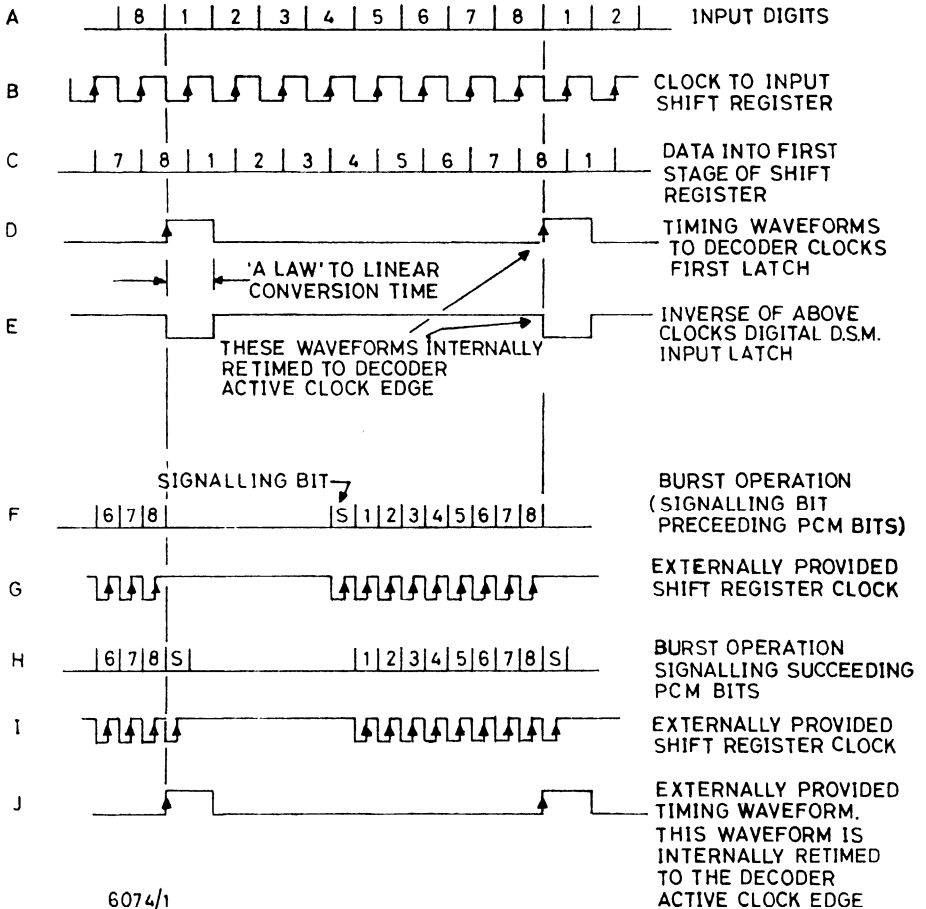 A | 8 | 1 | 2 | 3 | 4 | 5 | 6 | 7 | 8 | 1 | 2 | INPUT DIGITS
B CLOCK TO INPUT
SHIFT REGISTER
C | 7 | 8 | 1 | 2 | 3 | 4 | 5 | 6 | 7 | 8 | 1 | DATA INTO FIRST
STAGE OF SHIFT
REGISTER
D TIMING WAVEFORMS
TO DECODER CLOCKS
FIRST LATCH
'A LAW' TO LINEAR
CONVERSION TIME
E INVERSE OF ABOVE
CLOCKS DIGITAL D.S.M.
INPUT LATCH
THESE WAVEFORMS INTERNALLY
RETIMED TO DECODER
ACTIVE CLOCK EDGE
SIGNALLING BIT
F |6|7|8| |S|1|2|3|4|5|6|7|8| BURST OPERATION
(SIGNALLING BIT
PRECEEDING PCM BITS)
G EXTERNALLY PROVIDED
SHIFT REGISTER CLOCK
H |6|7|8|S| |1|2|3|4|5|6|7|8|S| BURST OPERATION
SIGNALLING SUCCEEDING
PCM BITS
I EXTERNALLY PROVIDED
SHIFT REGISTER CLOCK
J EXTERNALLY PROVIDED
TIMING WAVEFORM.
THIS WAVEFORM IS
INTERNALLY RETIMED
TO THE DECODER
ACTIVE CLOCK EDGE
6074/1